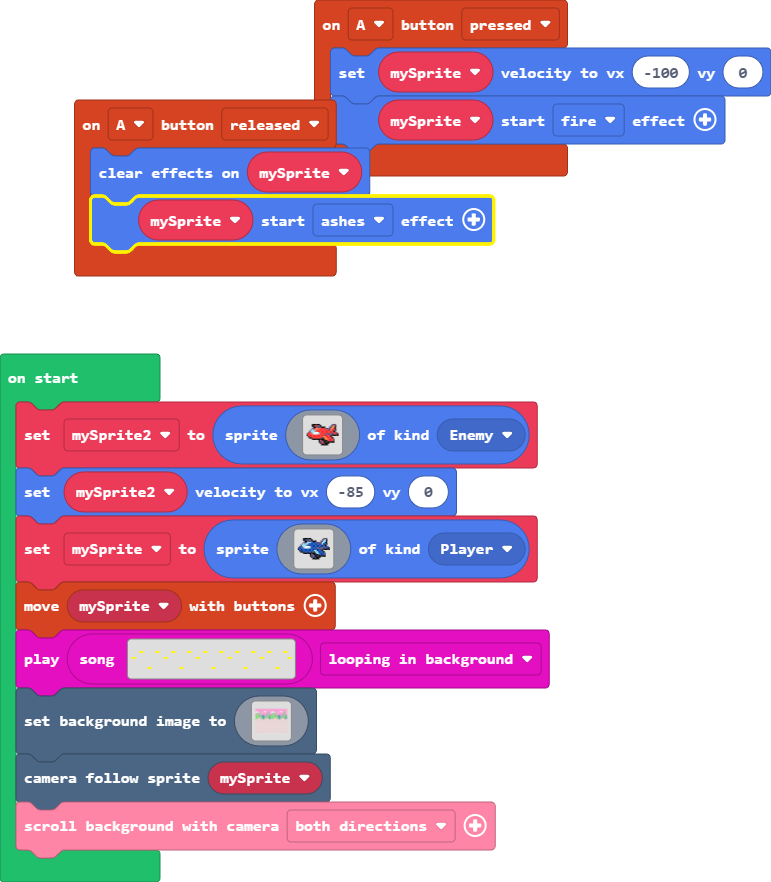 on A button pressed
set mySprite velocity to vx -100 vy 0
mySprite start fire effect
on A button released
clear effects on mySprite
mySprite start ashes effect
on start
set mySprite2 to sprite of kind Enemy
set mySprite2 velocity to vx -85 vy 0
set mySprite to sprite of kind Player
move mySprite with buttons
play song looping in background
set background image to
camera follow sprite mySprite
scroll background with camera both directions